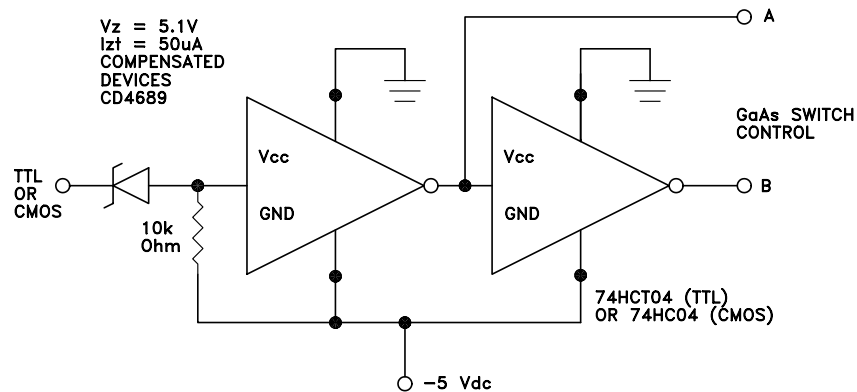 Vz = 5.1V
Izt = 50uA
COMPENSATED
DEVICES
CD4689
A
GaAs SWITCH
CONTROL
Vcc
Vcc
TTL
OR
CMOS
B
GND
GND
10k
Ohm
74HCT04 (TTL)
OR 74HC04 (CMOS)
-5 Vdc